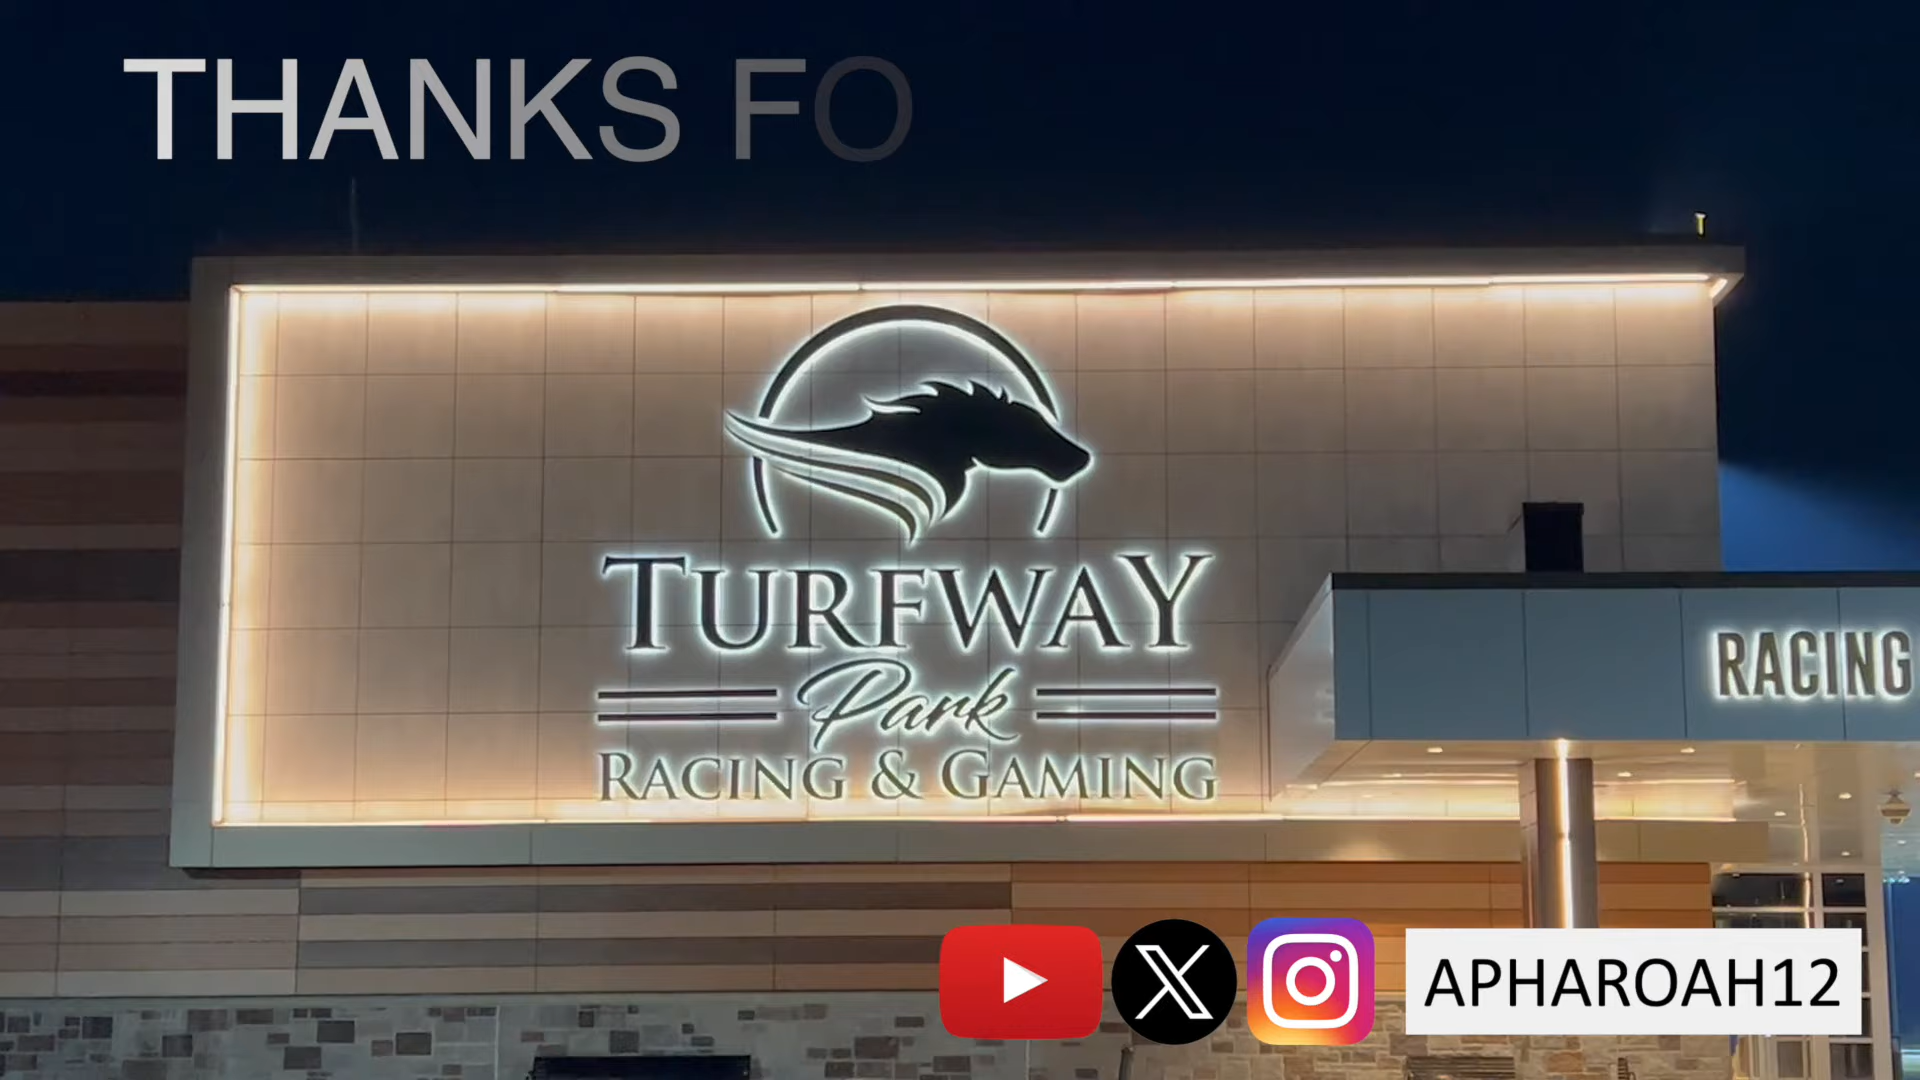 THANKS FO
TURFWAY
Park
RACING & GAMING
RACING
APHAROAH12